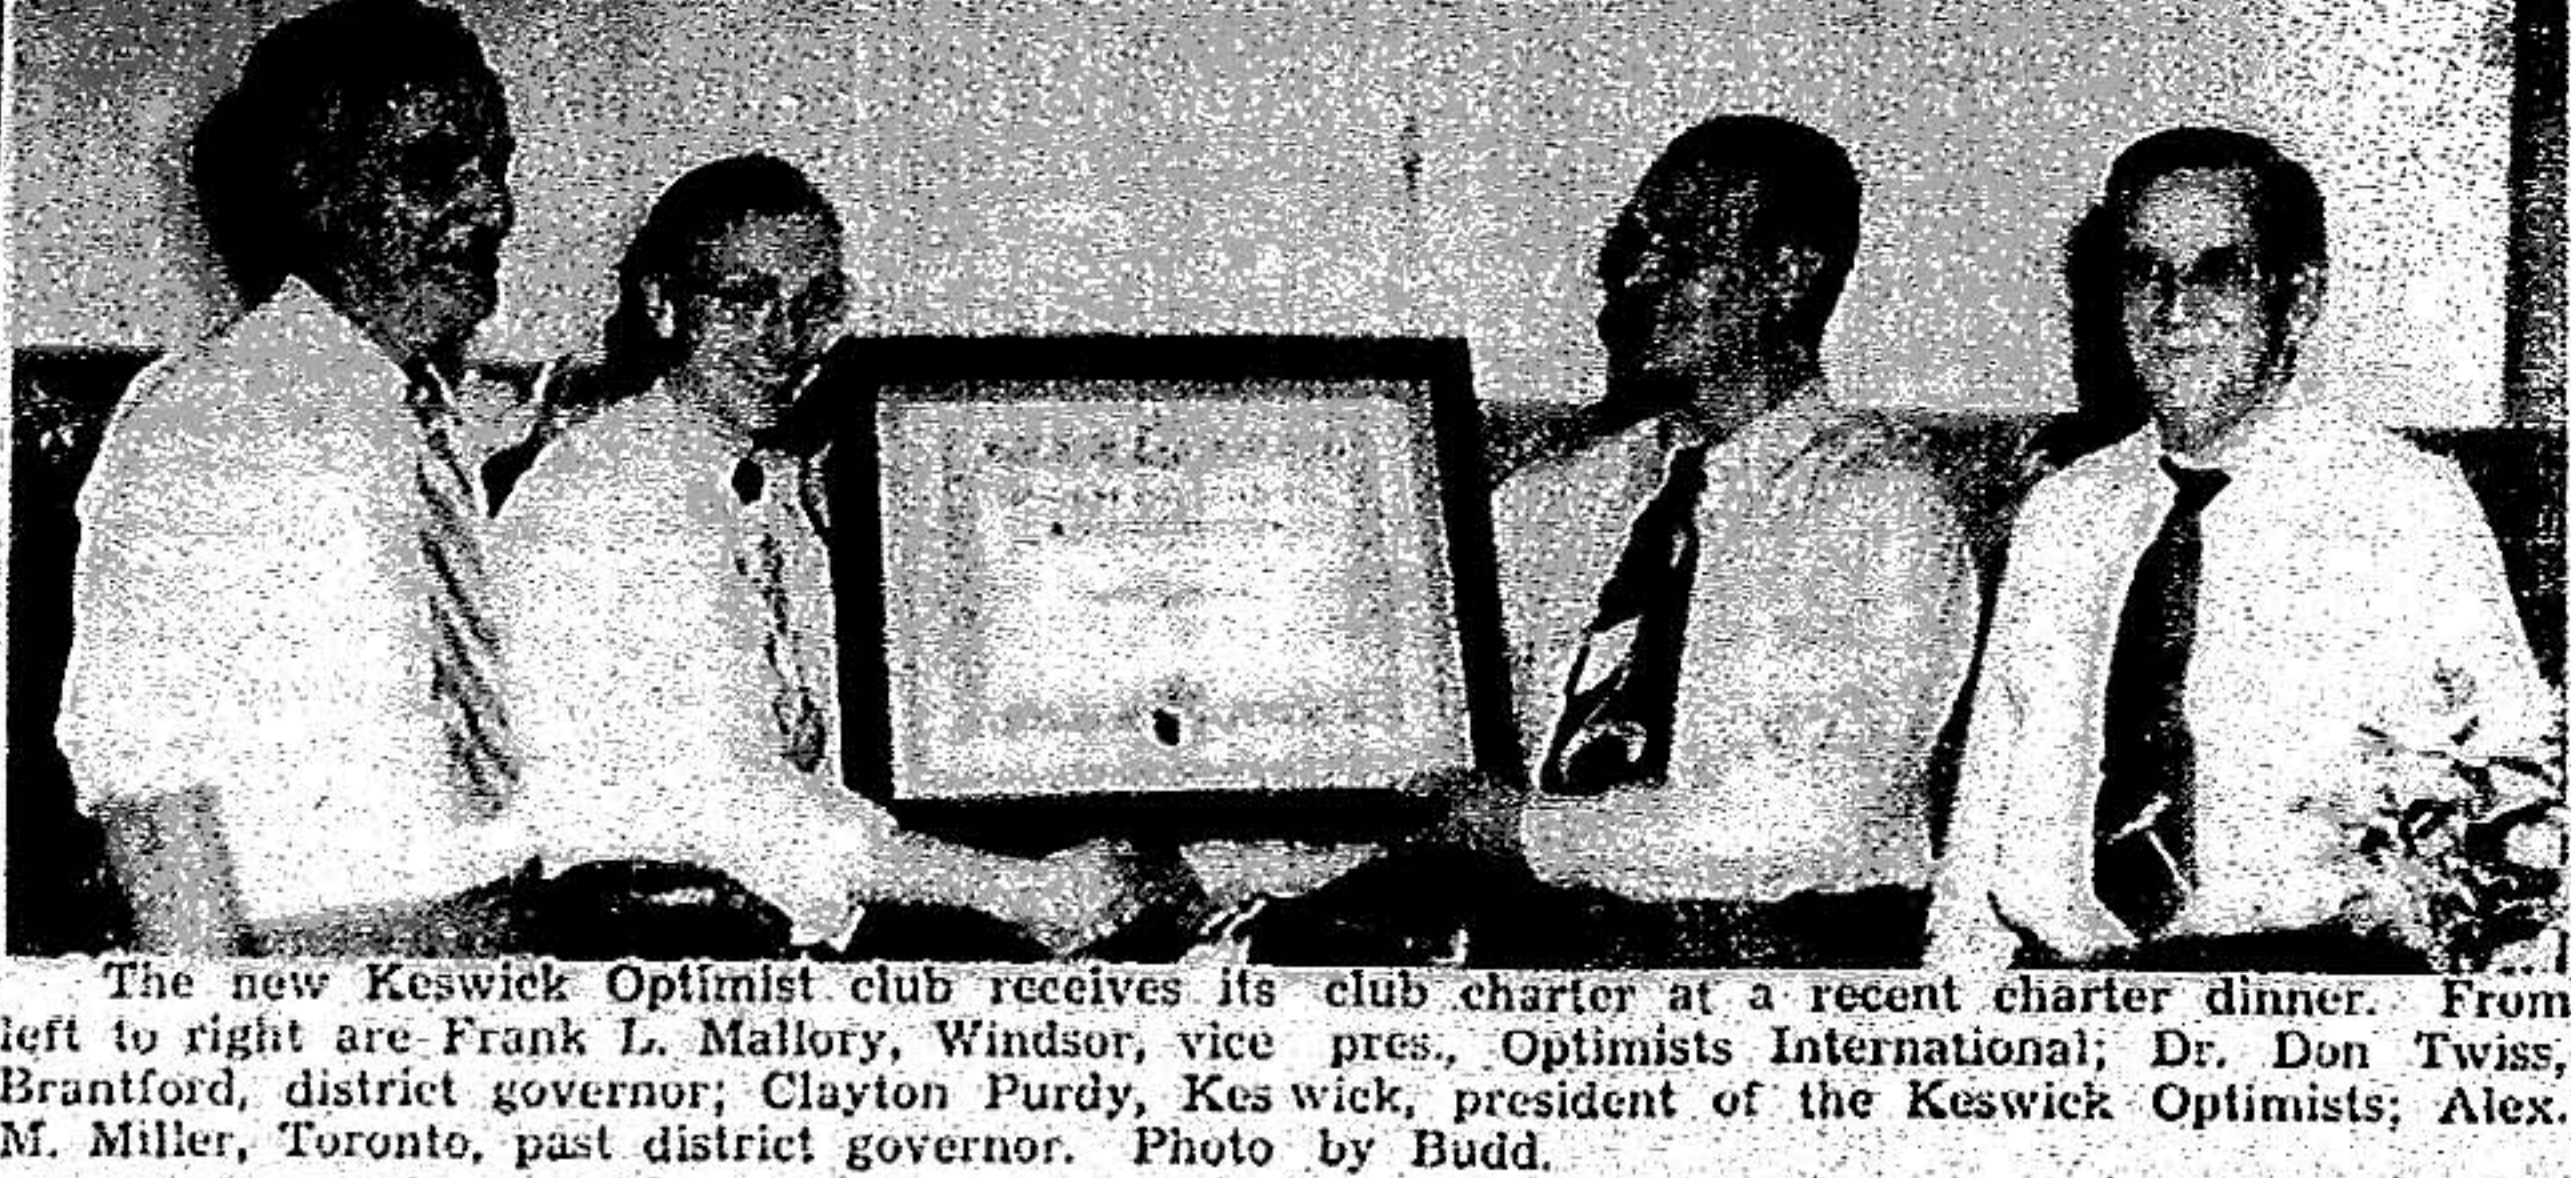 The new Keswick Optimist club receives its club charter at a recent charter dinner. From
left to right are Frank L. Mallory, Windsor, vice pres., Optimists International; Dr. Don Twiss,
Brantford, district governor; Clayton Purdy, Kes wick, president of the Keswick Optimists; Alex.
M. Miller, Toronto, past district governor. Photo by Budd.